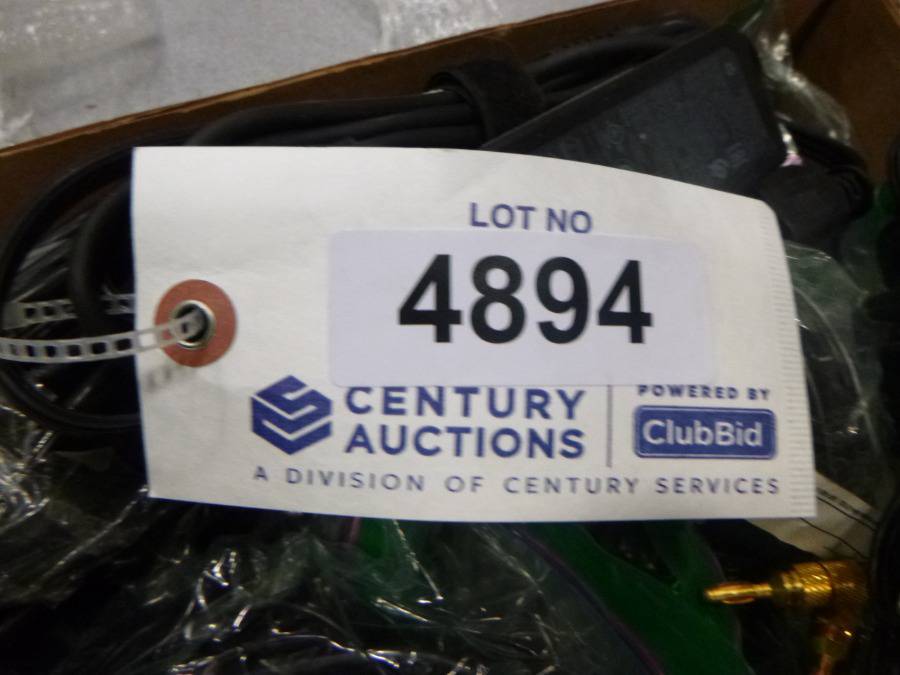 LOT NO
4894
CENTURY
AUCTIONS
POWERED BY
ClubBid
A DIVISION OF CENTURY SERVICES